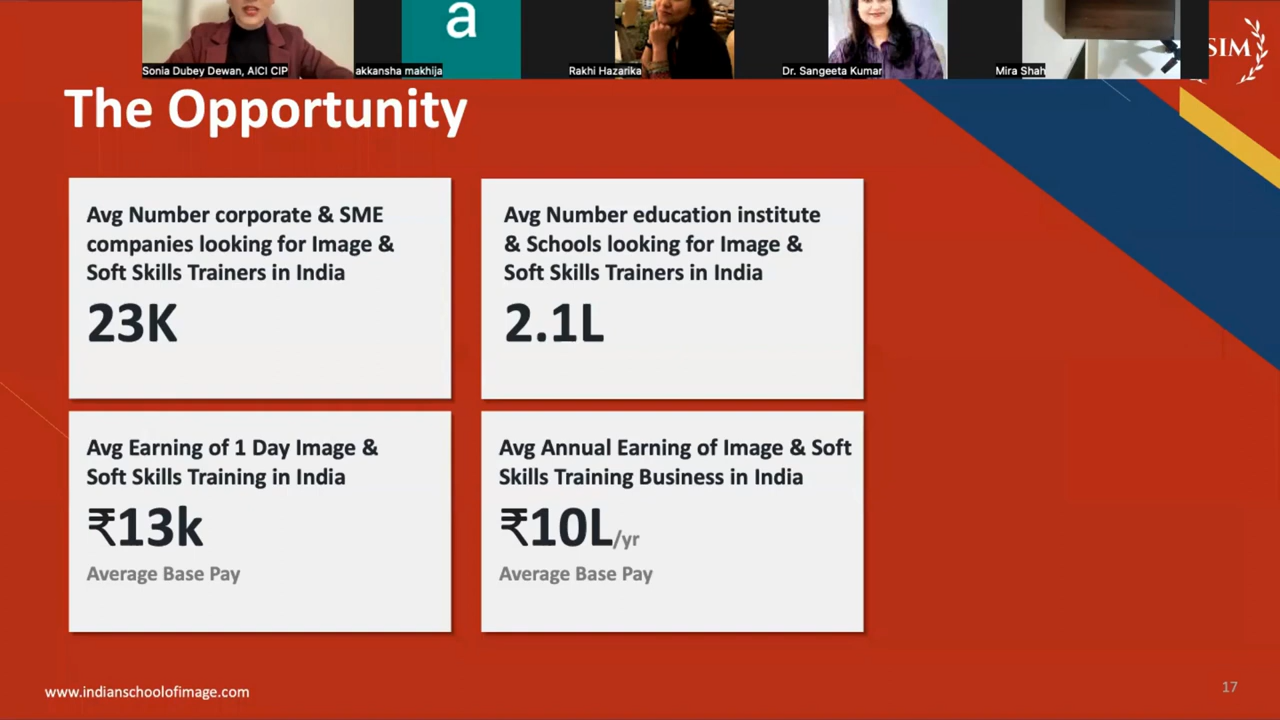 a
Sonia Dubey Dewan, AICI CIP
akkansha makhija
Rakhi Hazarika
Dr. Sangeeta Kumar
Mira Shah
SIM
The Opportunity
Avg Number corporate & SME
companies looking for Image &
Soft Skills Trainers in India
23K
Avg Number education institute
& Schools looking for Image &
Soft Skills Trainers in India
2.1L
Avg Earning of 1 Day Image &
Soft Skills Training in India
₹13k
Average Base Pay
Avg Annual Earning of Image & Soft
Skills Training Business in India
₹10L/yr
Average Base Pay
www.indianschoolofimage.com
17